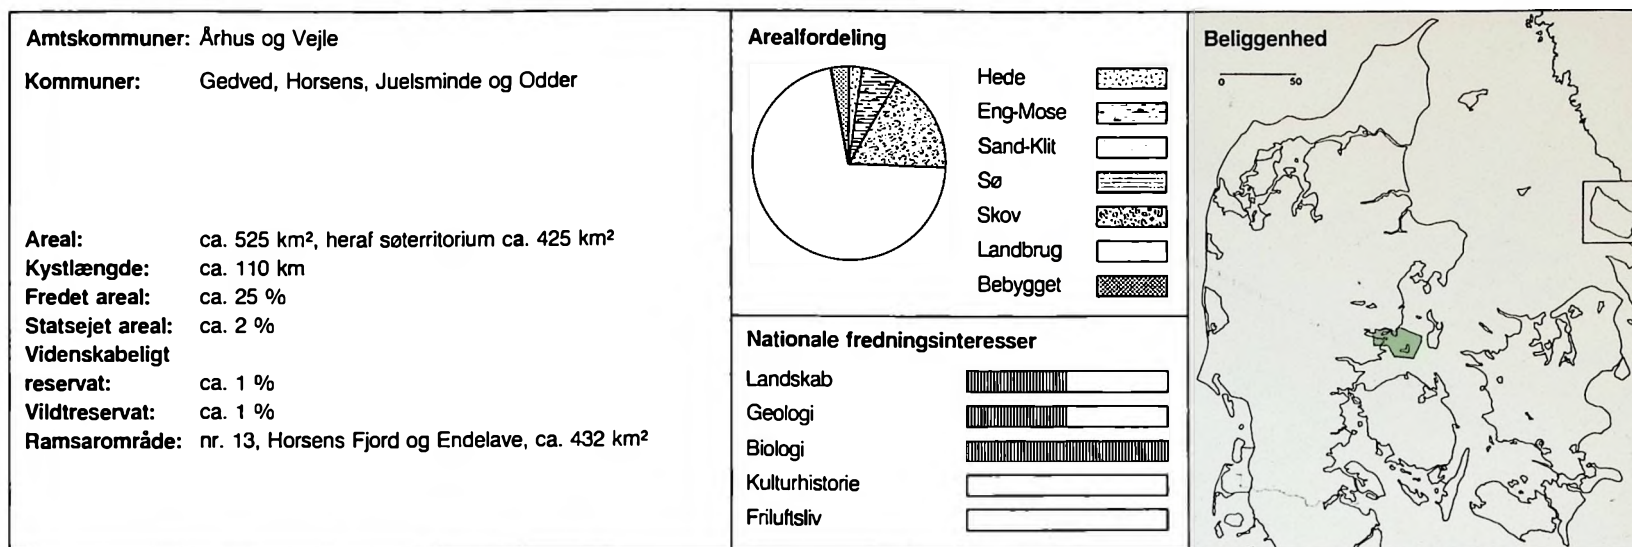 Amtskommuner: Århus og Vejle
Kommuner: Gedved, Horsens, Juelsminde og Odder
Areal: ca. 525 km², heraf søterritorium ca. 425 km²
Kystlængde: ca. 110 km
Fredet areal: ca. 25 %
Statsejet areal: ca. 2 %
Videnskabeligt
reservat: ca. 1 %
Vildtreservat: ca. 1 %
Ramsarområde: nr. 13, Horsens Fjord og Endelave, ca. 432 km²
Arealfordeling
Hede
Eng-Mose
Sand-Klit
Sø
Skov
Landbrug
Bebygget
Nationale fredningsinteresser
Landskab
Geologi
Biologi
Kulturhistorie
Friluftsliv
Beliggenhed
0 50